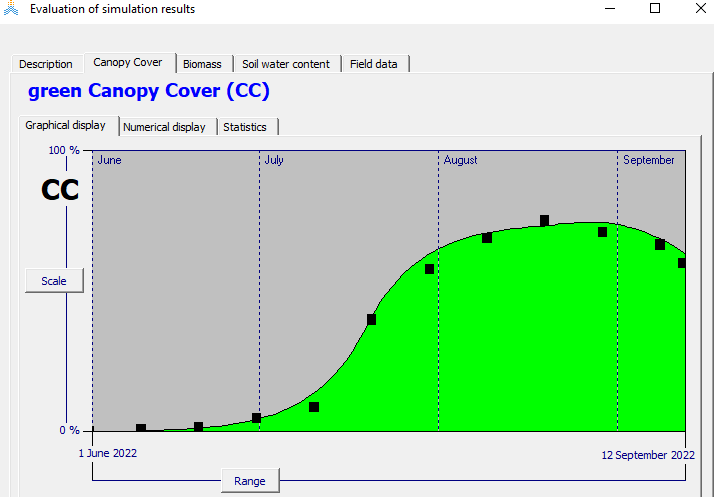 Evaluation of simulation results
Description Canopy Cover Biomass Soil water content Field data
green Canopy Cover (CC)
Graphical display Numerical display Statistics
100 %
June July August September
CC
Scale
0 %
1 June 2022 12 September 2022
Range